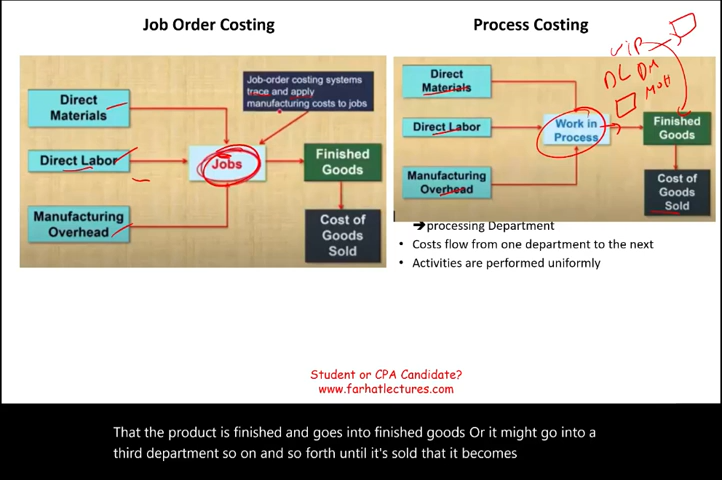 Job Order Costing
Process Costing
Job-order costing systems
trace and apply
manufacturing costs to jobs
Direct
Materials
Direct Labor
Manufacturing
Overhead
Jobs
Finished
Goods
Cost of
Goods
Sold
Direct
Materials
Direct Labor
Manufacturing
Overhead
Work in
Process
Finished
Goods
Cost of
Goods
Sold
WIP
DL DM
MOH
➔processing Department
• Costs flow from one department to the next
• Activities are performed uniformly
Student or CPA Candidate?
www.farhatlectures.com
That the product is finished and goes into finished goods Or it might go into a
third department so on and so forth until it's sold that it becomes